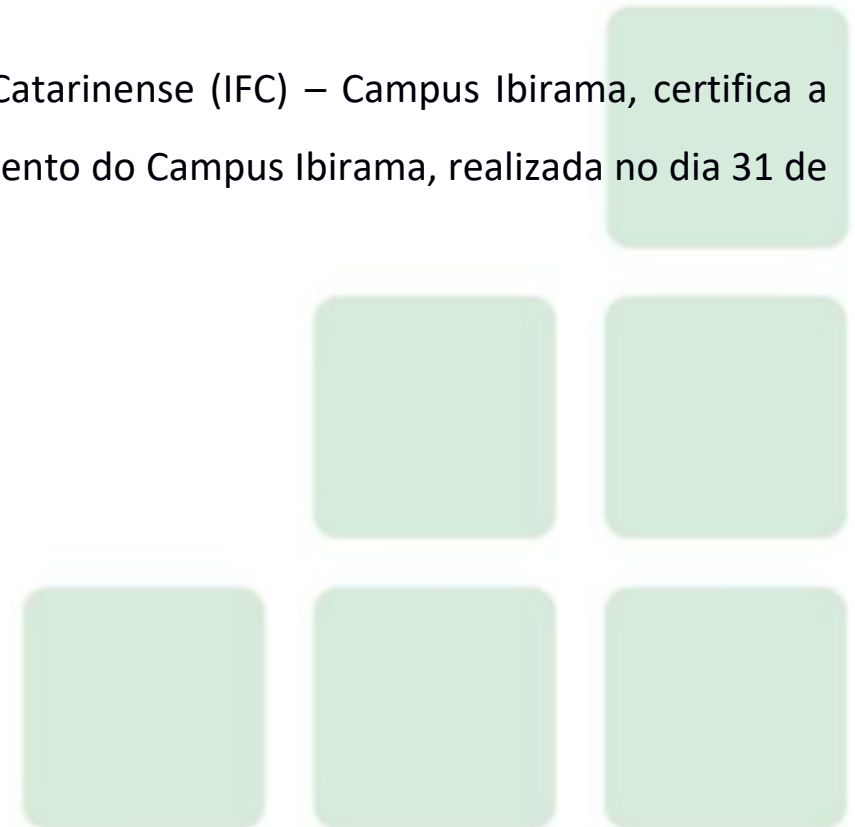 Catarinense (IFC) – Campus Ibirama, certifica a
ento do Campus Ibirama, realizada no dia 31 de